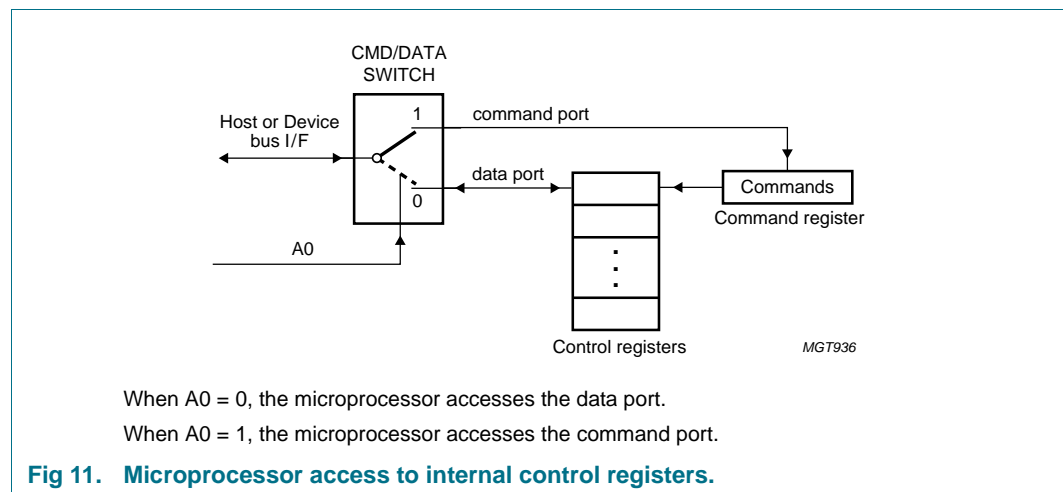 CMD/DATA
SWITCH
Host or Device
bus I/F
1
command port
data port
0
A0
Commands
Command register
Control registers
MGT936
When A0 = 0, the microprocessor accesses the data port.
When A0 = 1, the microprocessor accesses the command port.
Fig 11. Microprocessor access to internal control registers.